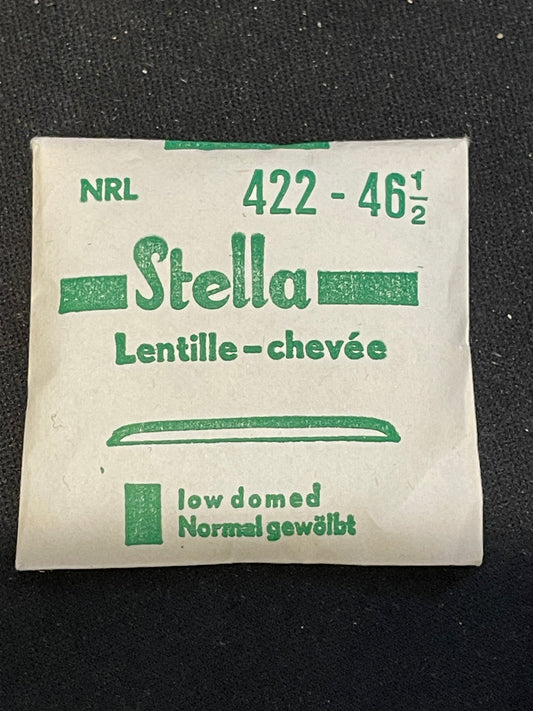 NRL 422 - 46½
Stella
Lentille-chevée
low domed
Normal gewölbt